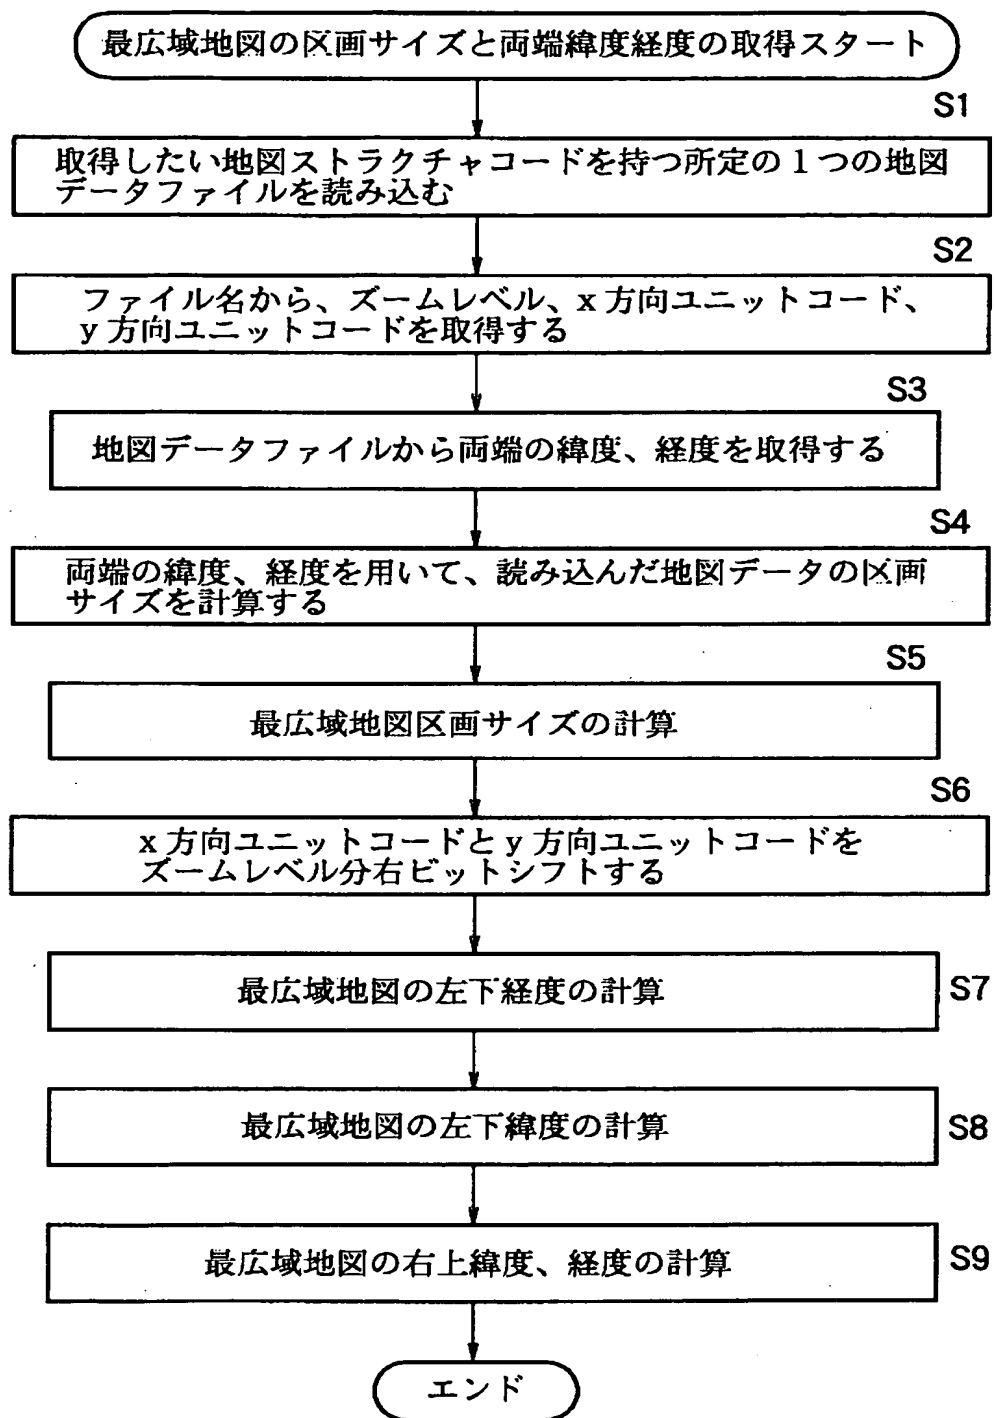 最広域地図の区画サイズと両端緯度経度の取得スタート
S1
取得したい地図ストラクチャコードを持つ所定の1つの地図
データファイルを読み込む
S2
ファイル名から、ズームレベル、x方向ユニットコード、
y方向ユニットコードを取得する
S3
地図データファイルから両端の緯度、経度を取得する
S4
両端の緯度、経度を用いて、読み込んだ地図データの区画
サイズを計算する
S5
最広域地図区画サイズの計算
S6
x方向ユニットコードとy方向ユニットコードを
ズームレベル分右ビットシフトする
最広域地図の左下経度の計算
S7
最広域地図の左下緯度の計算
S8
最広域地図の右上緯度、経度の計算
S9
エンド